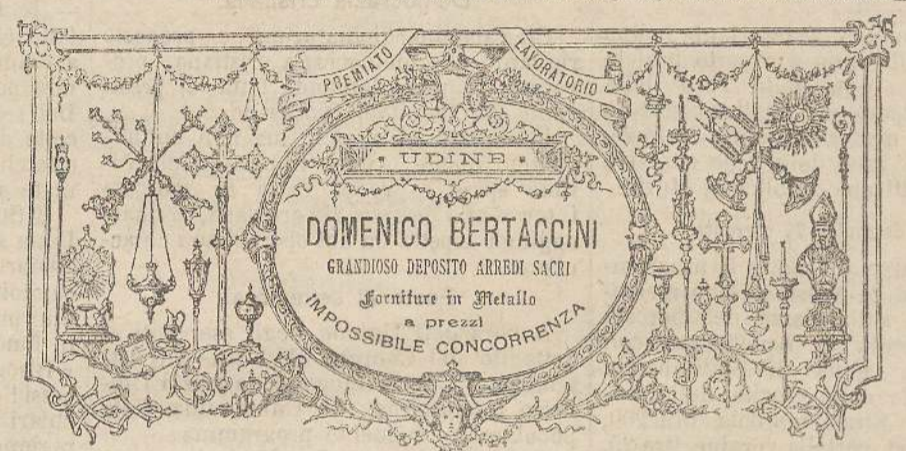 PREMIATO LAVORATORIO
UDINE
DOMENICO BERTACCINI
GRANDIOSO DEPOSITO ARREDI SACRI
Forniture in Metallo
a prezzi
IMPOSSIBILE CONCORRENZA